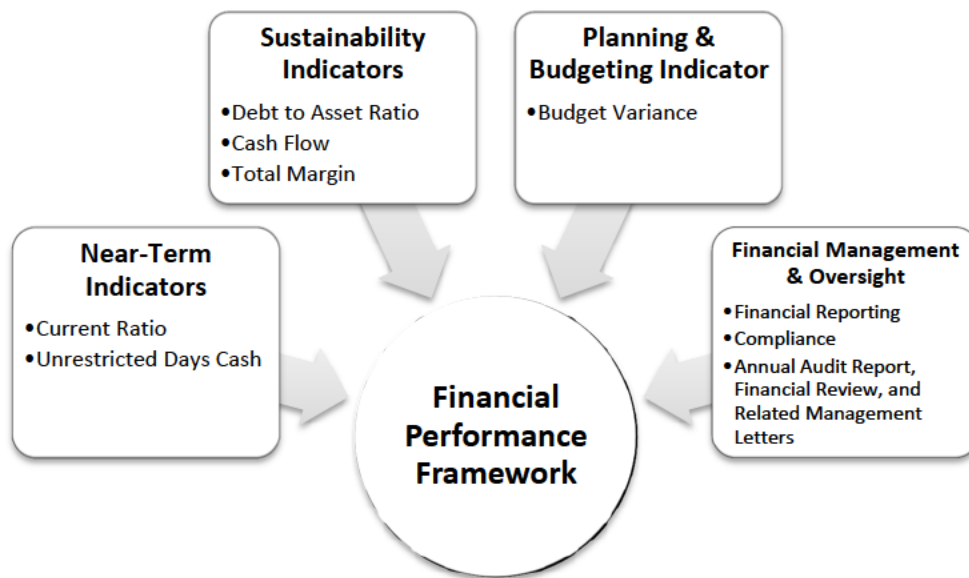 Near-Term
Indicators
•Current Ratio
•Unrestricted Days Cash
Sustainability
Indicators
•Debt to Asset Ratio
•Cash Flow
•Total Margin
Planning &
Budgeting Indicator
•Budget Variance
Financial Management
& Oversight
•Financial Reporting
•Compliance
•Annual Audit Report,
Financial Review, and
Related Management
Letters
Financial
Performance
Framework